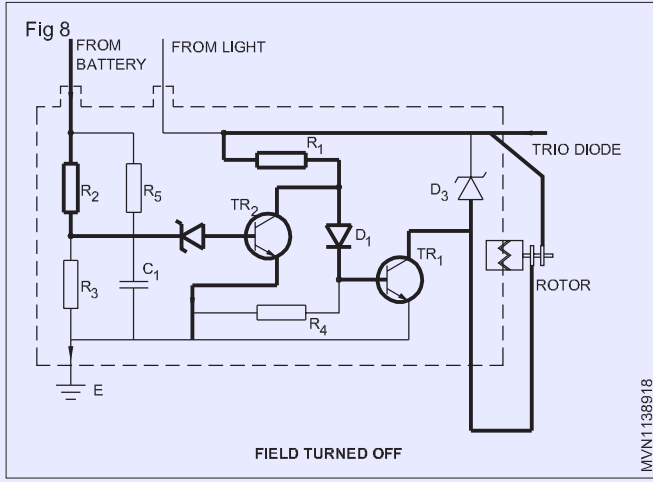 Fig 8
FROM
BATTERY
FROM LIGHT
R1
TRIO DIODE
R2
R5
TR2
D3
D1
TR1
R3
C1
ROTOR
R4
E
FIELD TURNED OFF
MVN1138918